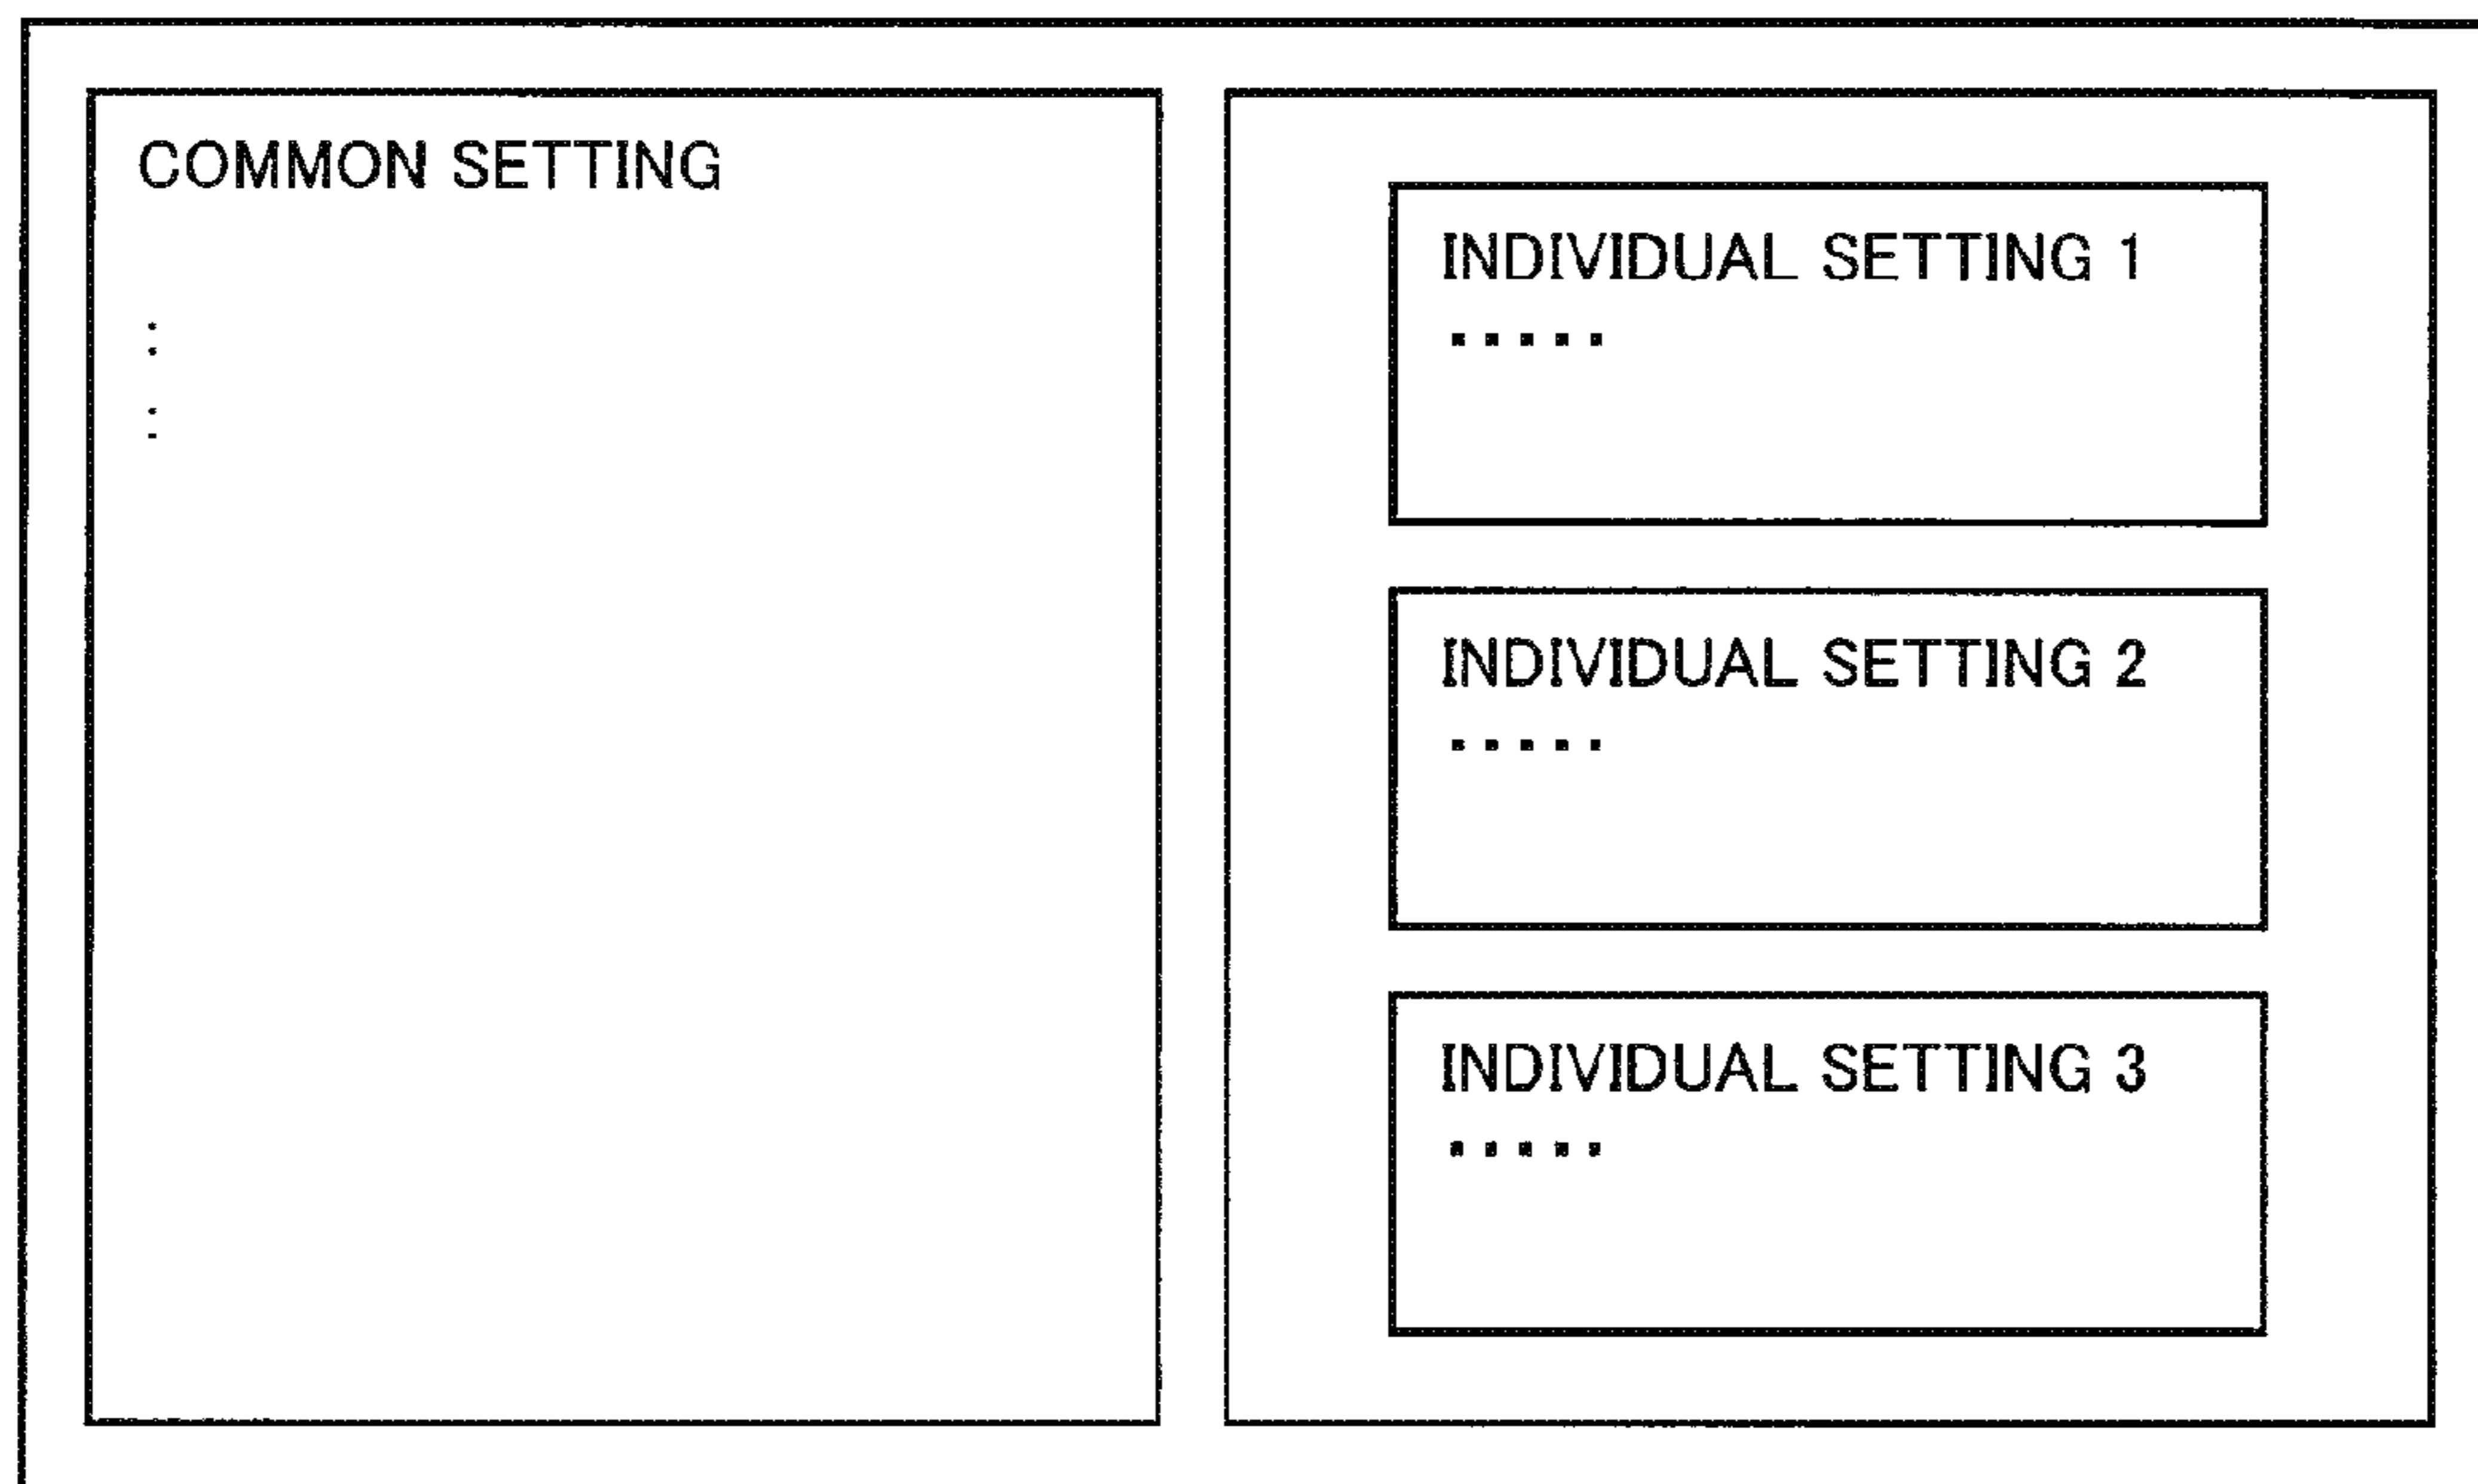 COMMON SETTING
:
:
INDIVIDUAL SETTING 1
.....
INDIVIDUAL SETTING 2
.....
INDIVIDUAL SETTING 3
.....